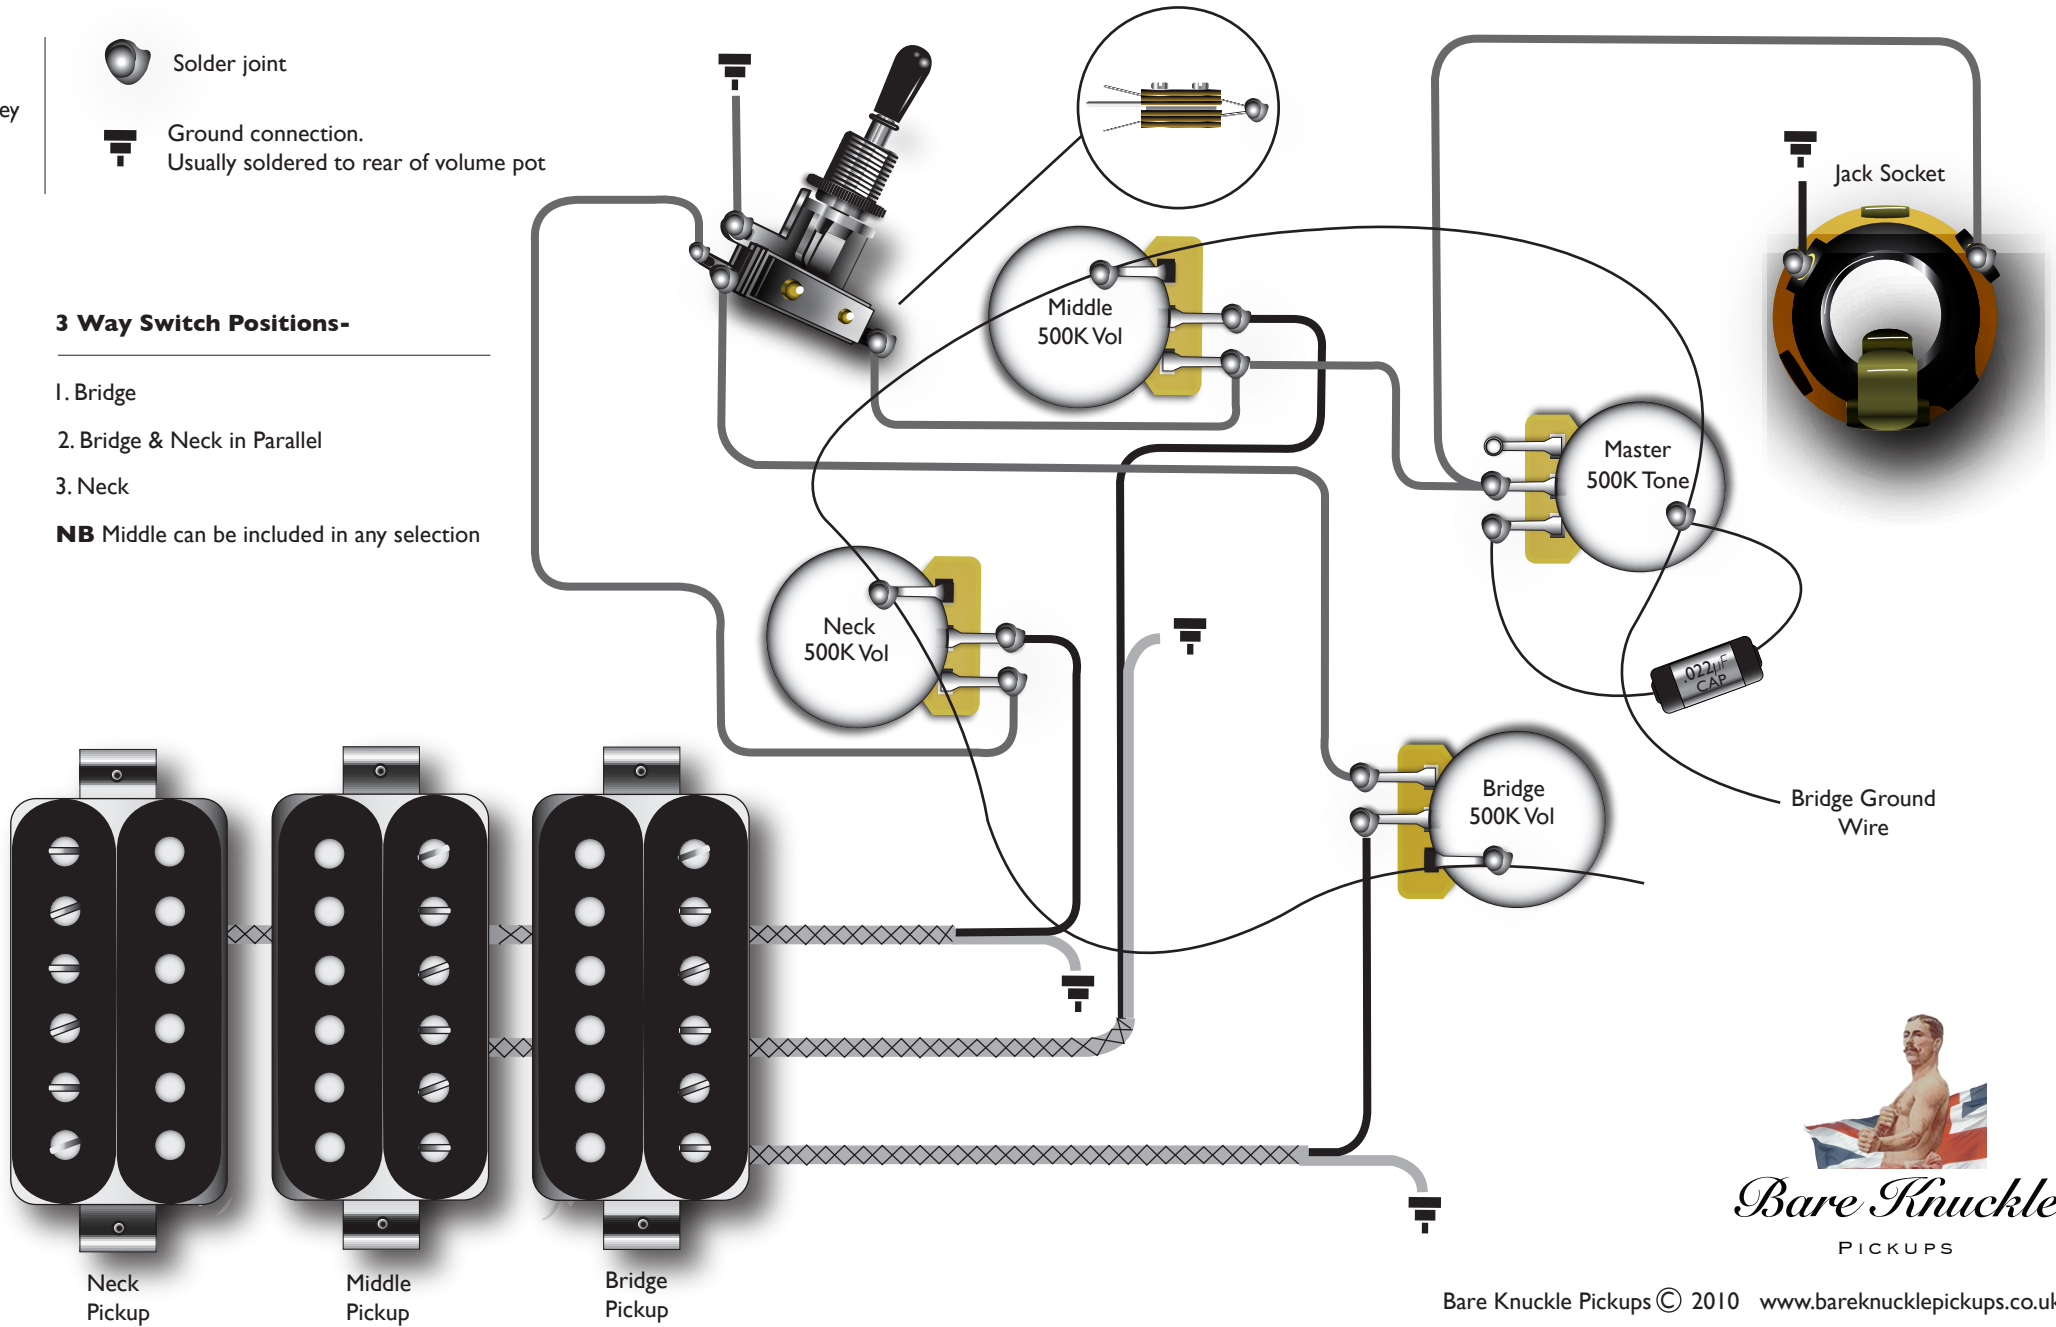 ey
Solder joint
Ground connection.
Usually soldered to rear of volume pot
3 Way Switch Positions-
1. Bridge
2. Bridge & Neck in Parallel
3. Neck
NB Middle can be included in any selection
Jack Socket
Middle
500K Vol
Master
500K Tone
Neck
500K Vol
.022µF
CAP
Bridge
500K Vol
Bridge Ground
Wire
Neck
Pickup
Middle
Pickup
Bridge
Pickup
Bare Knuckle
PICKUPS
Bare Knuckle Pickups © 2010 www.bareknucklepickups.co.uk